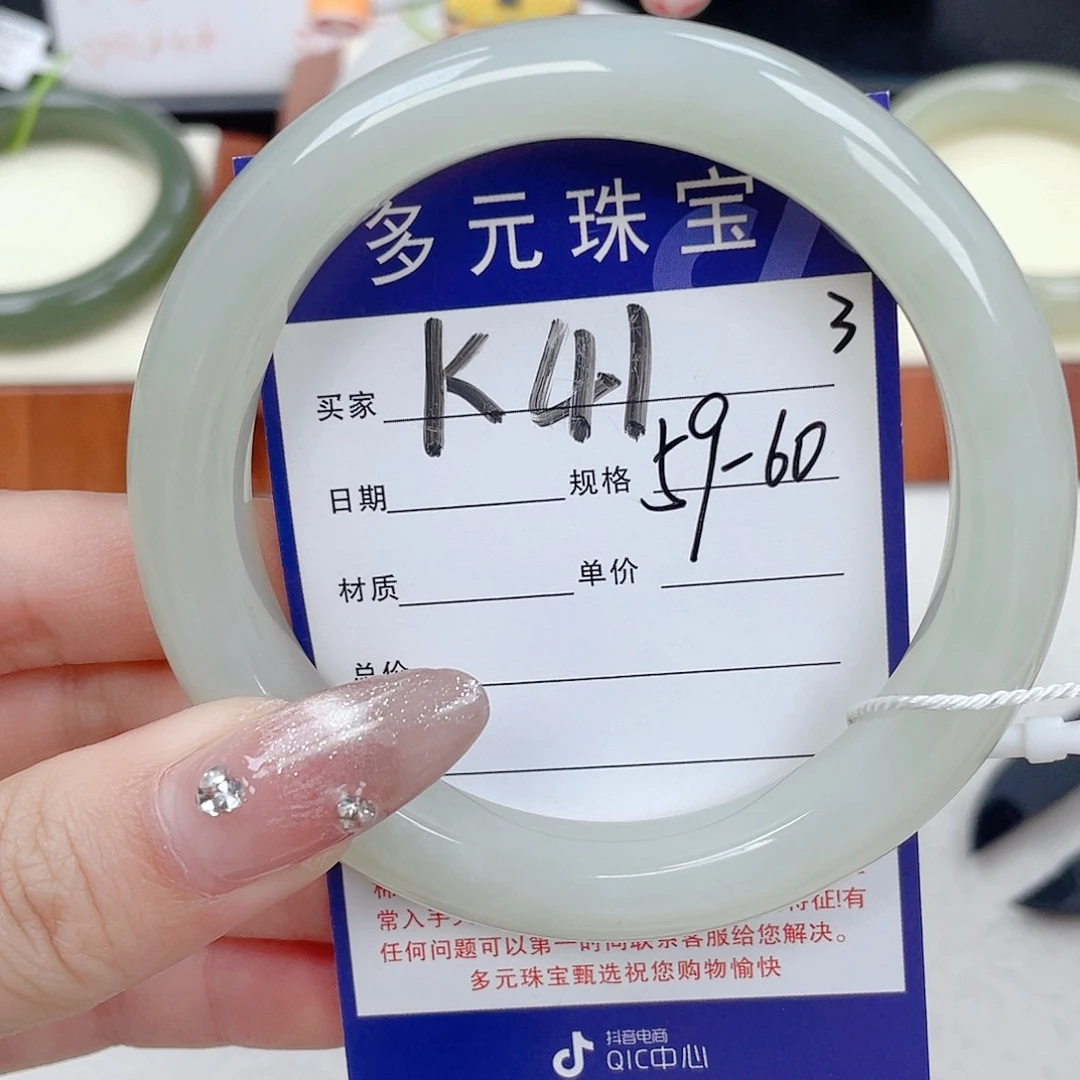 多元珠宝
3
买家 K41
日期 规格 59-60
材质 单价
总价
常入手 特征!有
任何问题可以第一时间联系客服给您解决。
多元珠宝甄选祝您购物愉快
抖音电商
QIC中心